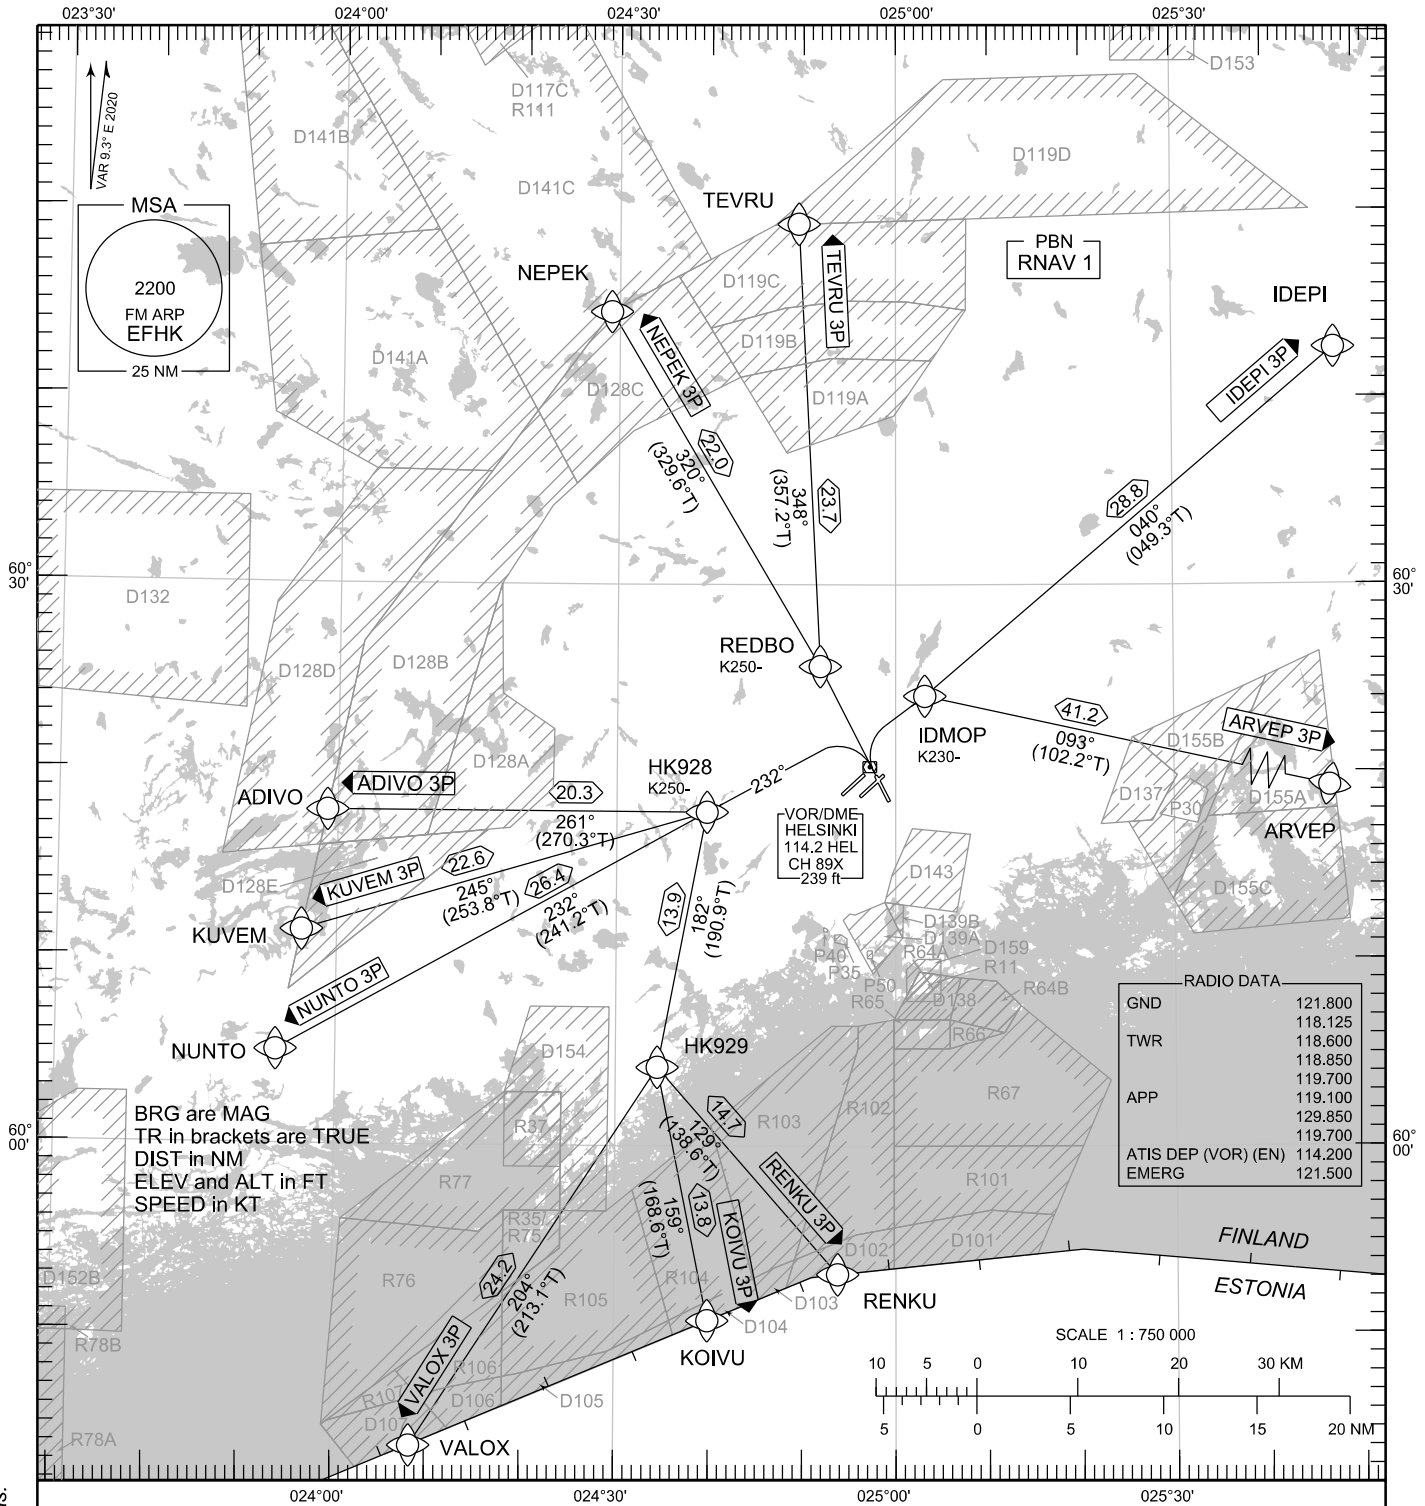 023°30'
024°00'
024°30'
025°00'
025°30'
VAR 9.3° E 2020
MSA
2200
FM ARP
EFHK
25 NM
D141B
D117C
R111
D141C
D153
D119D
TEVRU
PBN
RNAV 1
NEPEK
D119C
TEVRU 3P
IDEPI
D119B
D141A
NEPEK 3P
IDEPI 3P
D128C
D119A
22.0
320°
(329.6°T)
23.7
348°
(357.2°T)
28.8
040°
(049.3°T)
60°
30'
60°
30'
D132
D128D
D128B
REDBO
K250-
IDMOP
K230-
41.2
093°
(102.2°T)
ARVEP 3P
D155B
D128A
HK928
K250-
232°
ADIVO
ADIVO 3P
20.3
261°
(270.3°T)
D137
P30
D155A
ARVEP
VOR/DME
HELSINKI
114.2 HEL
CH 89X
239 ft
D128E
KUVEM 3P
22.6
245°
(253.8°T)
26.4
232°
(241.2°T)
13.9
182°
(190.9°T)
D143
D155C
KUVEM
D139B
D139A
R64A
D159
R11
P40
P35
P50
R65
D138
R64B
NUNTO 3P
NUNTO
D154
HK929
R66
RADIO DATA
GND 121.800
118.125
TWR 118.600
118.850
119.700
APP 119.100
129.850
119.700
ATIS DEP (VOR) (EN) 114.200
EMERG 121.500
BRG are MAG
TR in brackets are TRUE
DIST in NM
ELEV and ALT in FT
SPEED in KT
60°
00'
60°
00'
R37
R103
R102
R67
14.7
129°
(138.6°T)
R77
R101
RENKU 3P
13.8
159°
(168.6°T)
KOIVU 3P
R35/
R75
D102
D101
FINLAND
ESTONIA
D152B
R76
24.2
204°
(213.1°T)
R105
R104
D103
RENKU
D104
KOIVU
R78B
VALOX 3P
R106
R107
D106
D105
D107
R78A
VALOX
SCALE 1 : 750 000
10 5 0 10 20 30 KM
5 0 5 10 15 20 NM
024°00'
024°30'
025°00'
025°30'